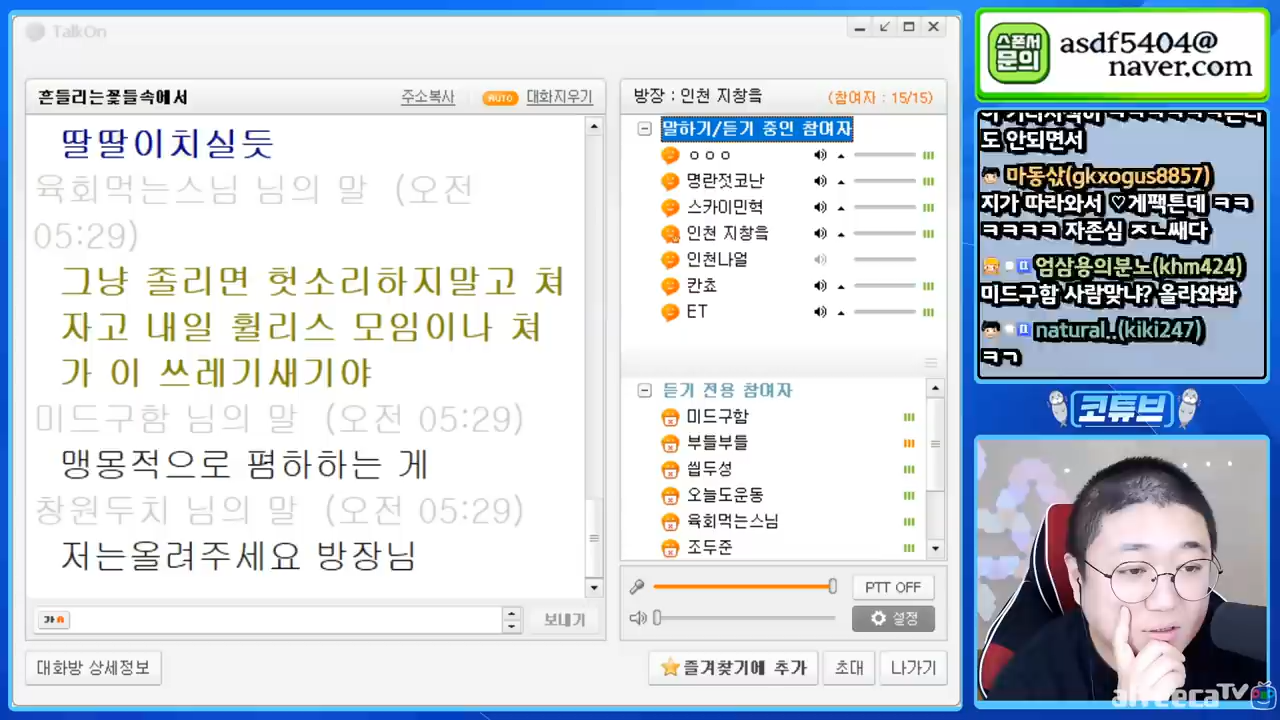 TalkOn
흔들리는꽃들속에서
주소복사
AUTO
대화지우기
딸딸이치실듯
육회먹는스님 님의 말 (오전
05:29)
그냥 졸리면 헛소리하지말고 쳐
자고 내일 휠리스 모임이나 쳐
가 이 쓰레기새기야
미드구함 님의 말 (오전 05:29)
맹몽적으로 폄하하는 게
창원두치 님의 말 (오전 05:29)
저는올려주세요 방장님
가
보내기
대화방 상세정보
방장 : 인천 지창욱
(참여자 : 15/15)
말하기/듣기 중인 참여자
ㅇㅇㅇ
명란젓코난
스카이민혁
인천 지창욱
인천나얼
칸쵸
ET
듣기 전용 참여자
미드구함
부들부들
씹두성
오늘도운동
육회먹는스님
조두준
PTT OFF
설정
즐겨찾기에 추가
초대
나가기
스폰서
문의
asdf5404@
naver.com
도 안되면서
마동삯(gkxogus8857)
지가 따라와서 ♡게팩튼데 ㅋㅋ
ㅋㅋㅋㅋ 자존심 ㅈㄴ쌔다
엄삼용의분노(khm424)
미드구함 사람맞냐? 올라와봐
natural..(kiki247)
ㅋㄱ
코튜브
afreecaTV